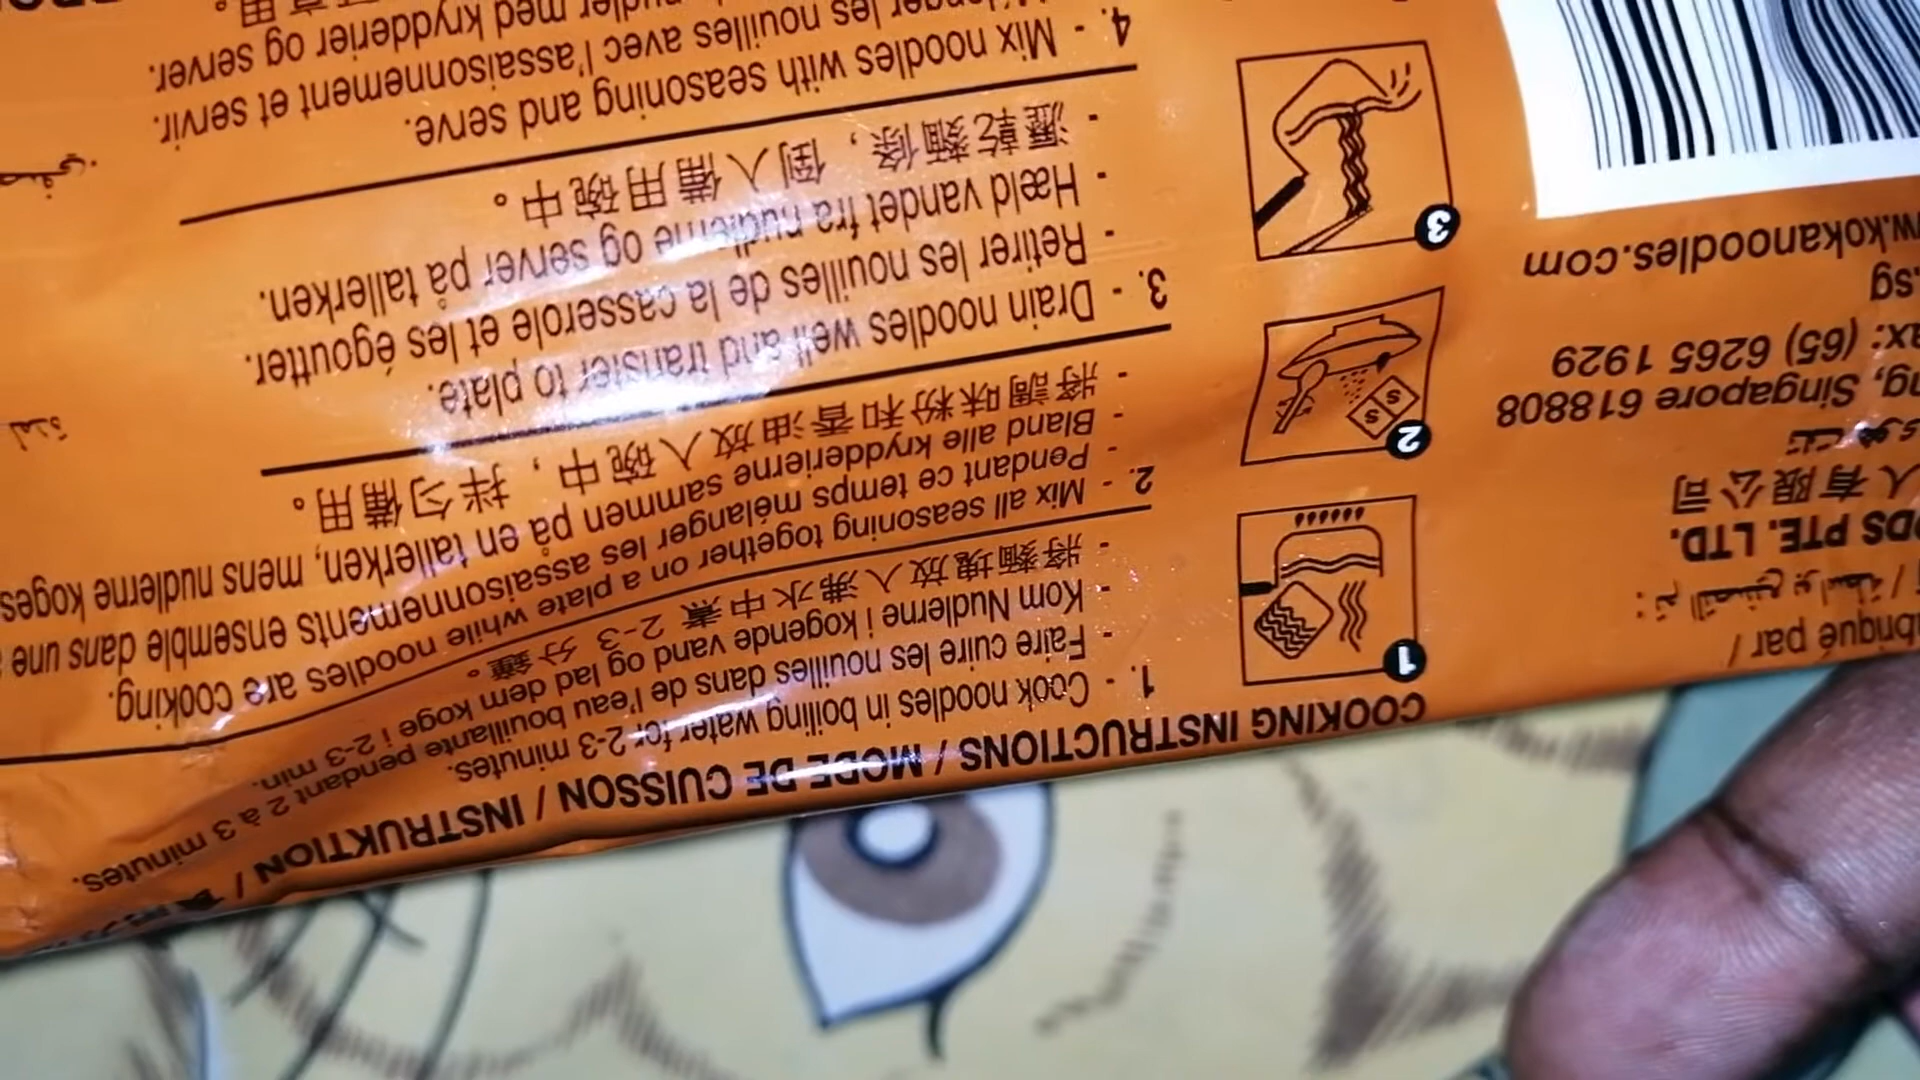 COOKING INSTRUCTIONS / MODE DE CUISSON / INSTRUKTION /
1. - Cook noodles in boiling water for 2-3 minutes.
- Faire cuire les nouilles dans de l'eau bouillante pendant 2 à 3 minutes.
- Kom Nudlerne i kogende vand og lad dem koge i 2-3 min.
- 將麵塊放入沸水中煮 2-3 分鐘。
2. - Mix all seasoning together on a plate while noodles are cooking.
- Pendant ce temps mélanger les assaisonnements ensemble dans une
- Bland alle krydderierne sammen på en tallerken, mens nudlerne koges
- 將調味粉和香油放入碗中，拌匀備用。
3. - Drain noodles well and transfer to plate.
- Retirer les nouilles de la casserole et les égoutter.
- Hæld vandet fra nudlerne og server på tallerken.
- 瀝乾麵條，倒入備用碗中。
4. - Mix noodles with seasoning and serve.
les nouilles avec l'assaisonnement et servir.
med krydderier og server.
1
2
S S
3
par /
PTE. LTD.
人有限公司
Singapore 618808
(65) 6265 1929
.sg
w.kokanoodles.com